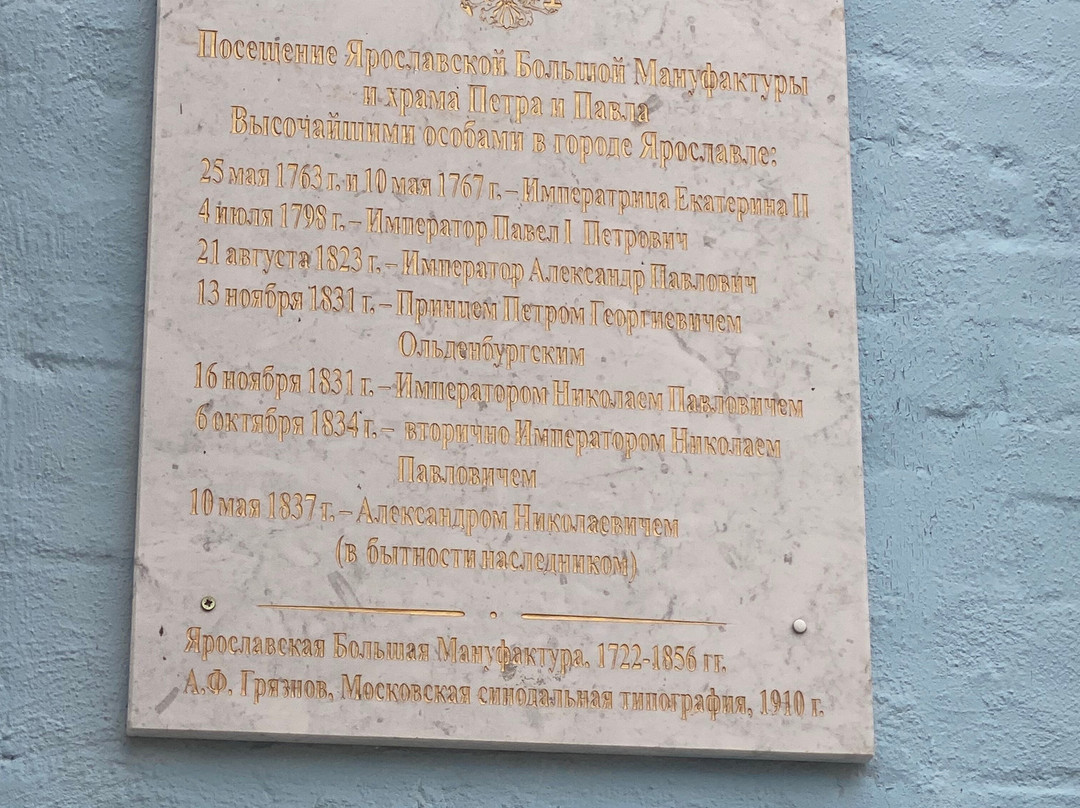 Посещение Ярославской Большой Мануфактуры
и храма Петра и Павла
Высочайшими особами в городе Ярославле:
25 мая 1763 г. и 10 мая 1767 г. – Императрица Екатерина II
4 июля 1798 г. – Император Павел I Петрович
21 августа 1823 г. – Император Александр Павлович
13 ноября 1831 г. – Принцем Петром Георгиевичем
Ольденбургским
16 ноября 1831 г. – Императором Николаем Павловичем
6 октября 1834 г. – вторично Императором Николаем
Павловичем
10 мая 1837 г. – Александром Николаевичем
(в бытности наследником)
Ярославская Большая Мануфактура, 1722-1856 гг.
А.Ф. Грязнов, Московская синодальная типография, 1910 г.